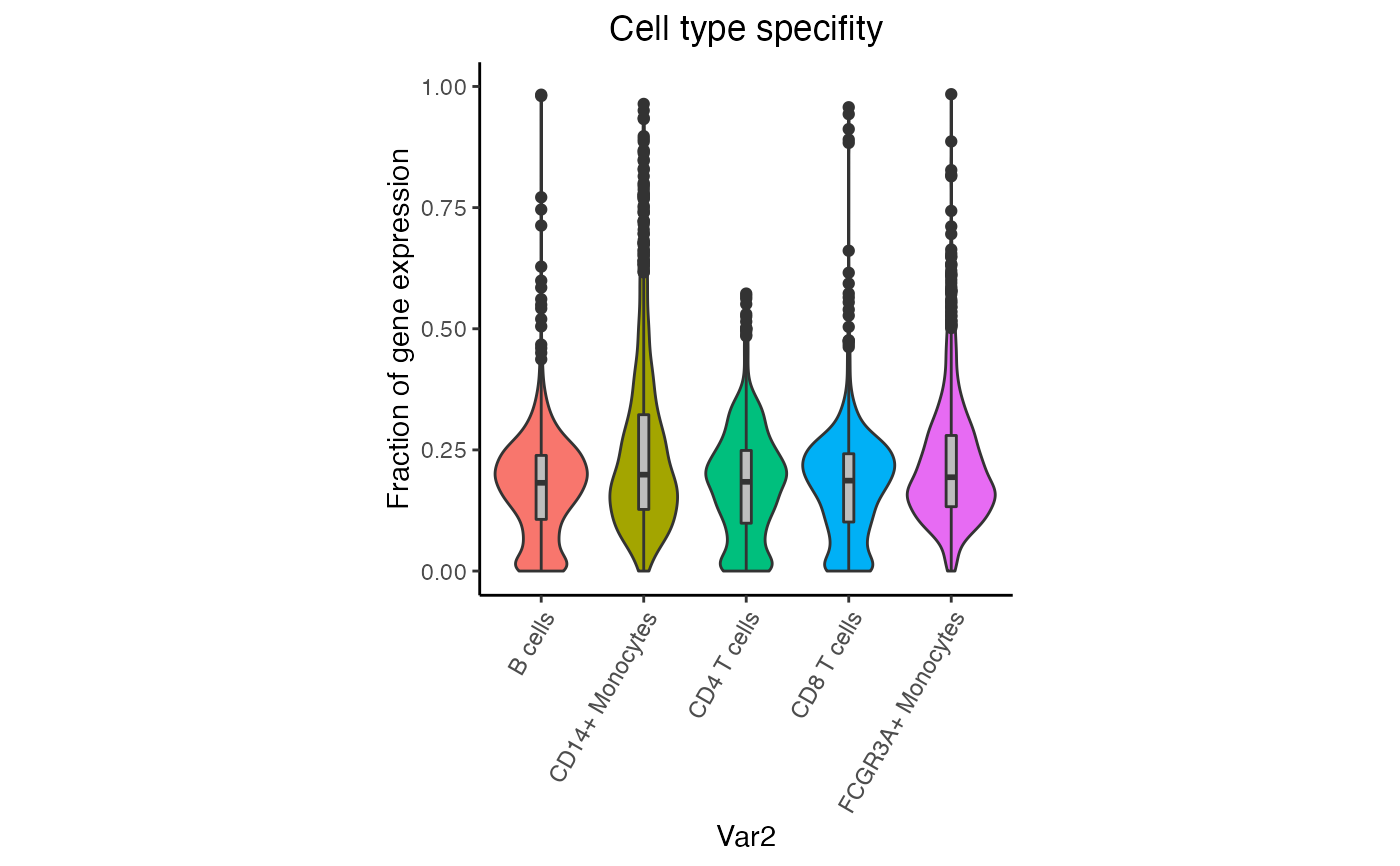 Cell type specifity
Fraction of gene expression
1.00
0.75
0.50
0.25
0.00
B cells
CD14+ Monocytes
CD4 T cells
CD8 T cells
FCGR3A+ Monocytes
Var2